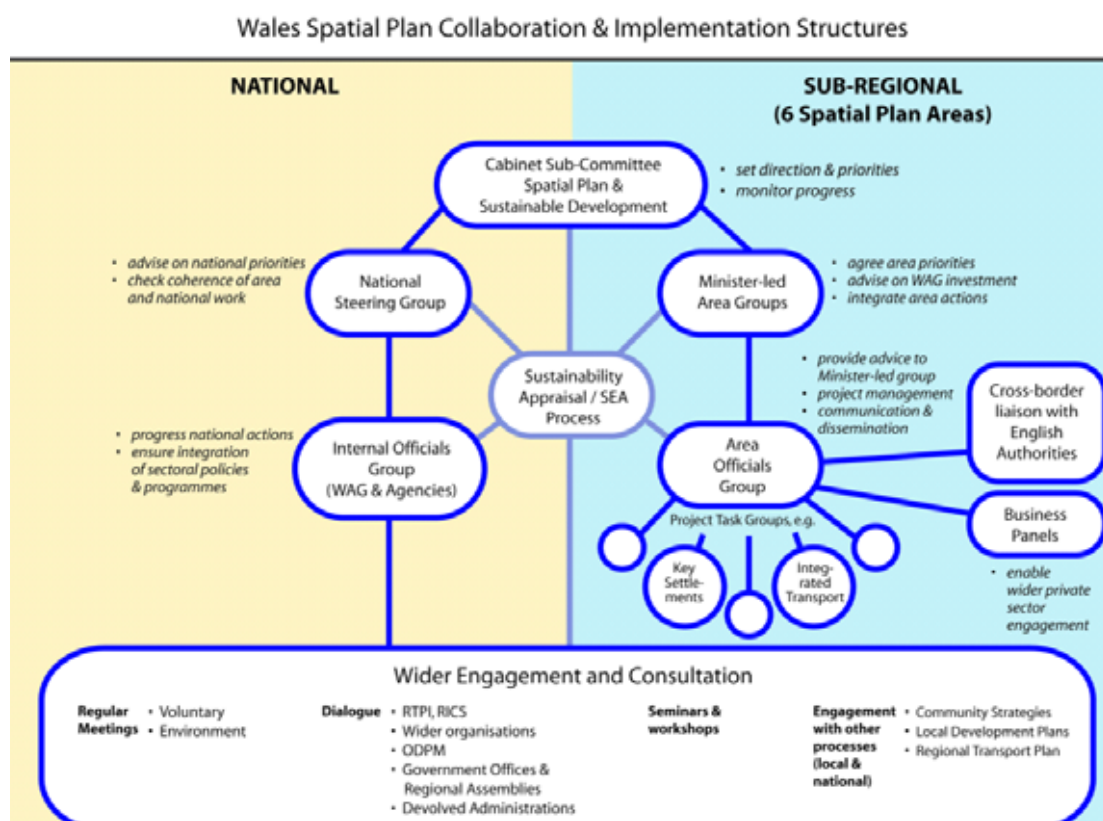 Wales Spatial Plan Collaboration & Implementation Structures
NATIONAL
SUB-REGIONAL
(6 Spatial Plan Areas)
Cabinet Sub-Committee
Spatial Plan &
Sustainable Development
• set direction & priorities
• monitor progress
• advise on national priorities
• check coherence of area
and national work
National
Steering Group
Minister-led
Area Groups
• agree area priorities
• advise on WAG investment
• integrate area actions
Sustainability
Appraisal / SEA
Process
• provide advice to
Minister-led group
• project management
• communication &
dissemination
Cross-border
liaison with
English
Authorities
• progress national actions
• ensure integration
of sectoral policies
& programmes
Internal Officials
Group
(WAG & Agencies)
Area
Officials
Group
Business
Panels
• enable
wider private
sector
engagement
Project Task Groups, e.g.
Key
Settle-
ments
Integ-
rated
Transport
Wider Engagement and Consultation
Regular
Meetings
• Voluntary
• Environment
Dialogue
• RTPI, RICS
• Wider organisations
• ODPM
• Government Offices &
Regional Assemblies
• Devolved Administrations
Seminars &
workshops
Engagement
with other
processes
(local &
national)
• Community Strategies
• Local Development Plans
• Regional Transport Plan